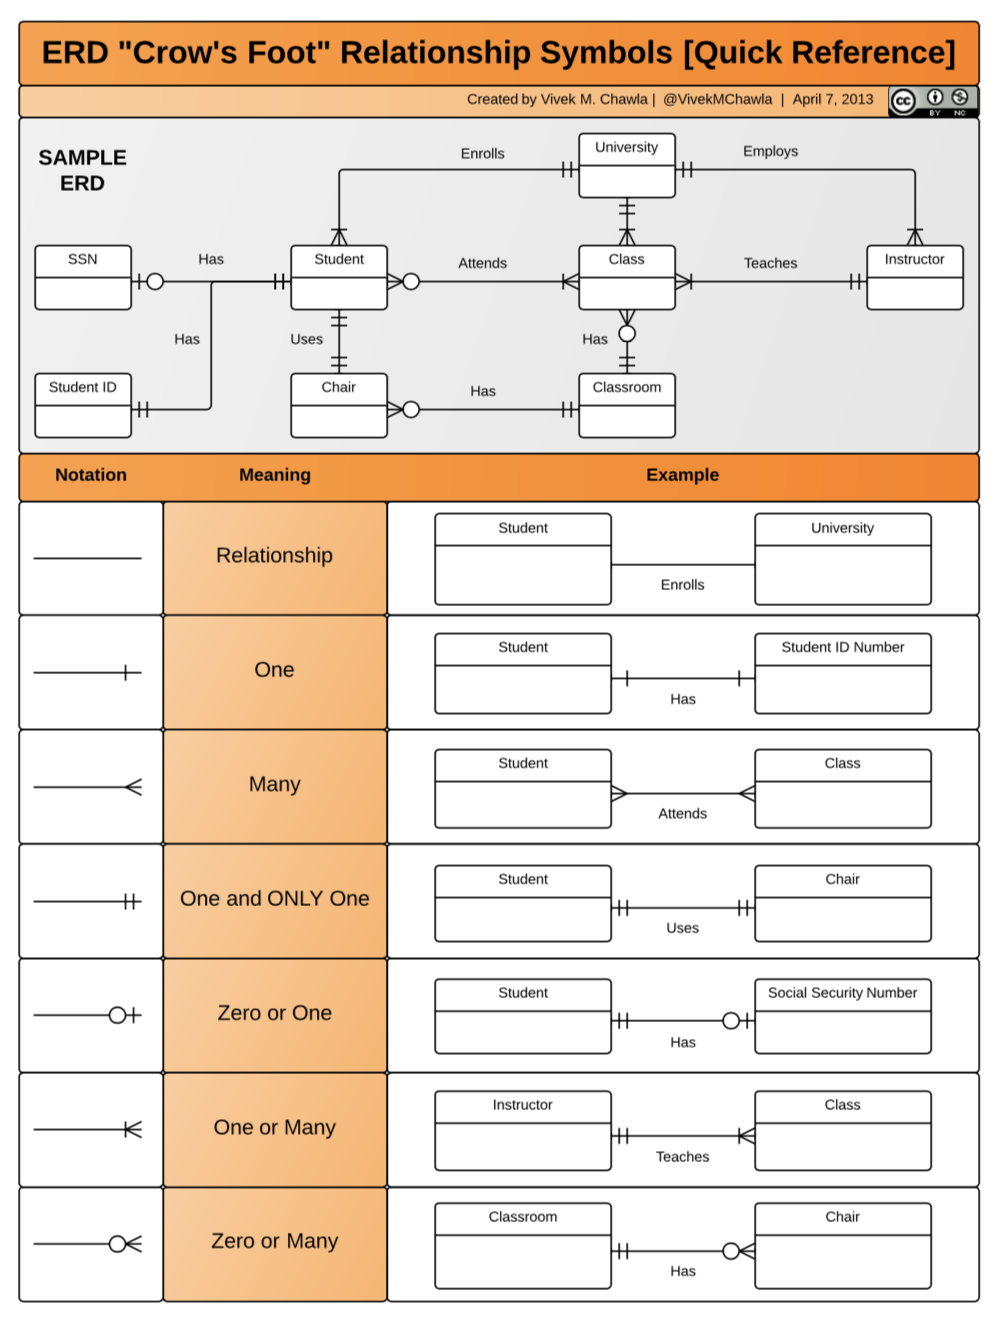 ERD "Crow's Foot" Relationship Symbols [Quick Reference]
Created by Vivek M. Chawla | @VivekMChawla | April 7, 2013
cc
BY NC
SAMPLE
ERD
Enrolls
University
Employs
SSN
Has
Student
Attends
Class
Teaches
Instructor
Has
Uses
Has
Student ID
Chair
Has
Classroom
Notation
Meaning
Example
Relationship
Student
University
Enrolls
One
Student
Student ID Number
Has
Many
Student
Class
Attends
One and ONLY One
Student
Chair
Uses
Zero or One
Student
Social Security Number
Has
One or Many
Instructor
Class
Teaches
Zero or Many
Classroom
Chair
Has